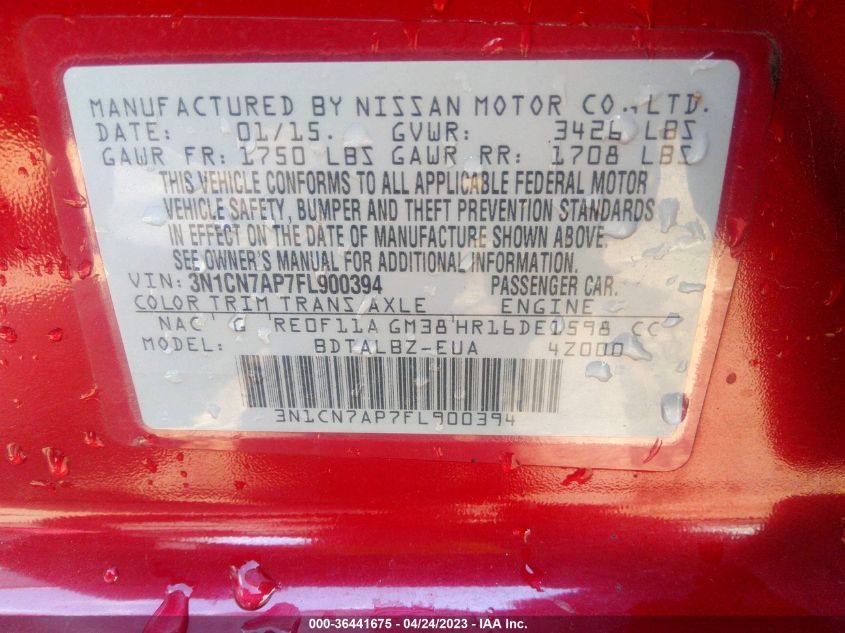 MANUFACTURED BY NISSAN MOTOR CO., LTD.
DATE: 01/15. GVWR: 3426 LBS
GAWR FR: 1750 LBS GAWR RR: 1708 LBS
THIS VEHICLE CONFORMS TO ALL APPLICABLE FEDERAL MOTOR
VEHICLE SAFETY, BUMPER AND THEFT PREVENTION STANDARDS
IN EFFECT ON THE DATE OF MANUFACTURE SHOWN ABOVE.
SEE OWNER'S MANUAL FOR ADDITIONAL INFORMATION.
VIN: 3N1CN7AP7FL900394 PASSENGER CAR.
COLOR TRIM TRANS AXLE ENGINE
NAC G RE0F11A GM38 HR16DE 1598 CC
MODEL: BDTALBZ-EUA 4Z000
3N1CN7AP7FL900394
000-36441675 - 04/24/2023 - IAA Inc.